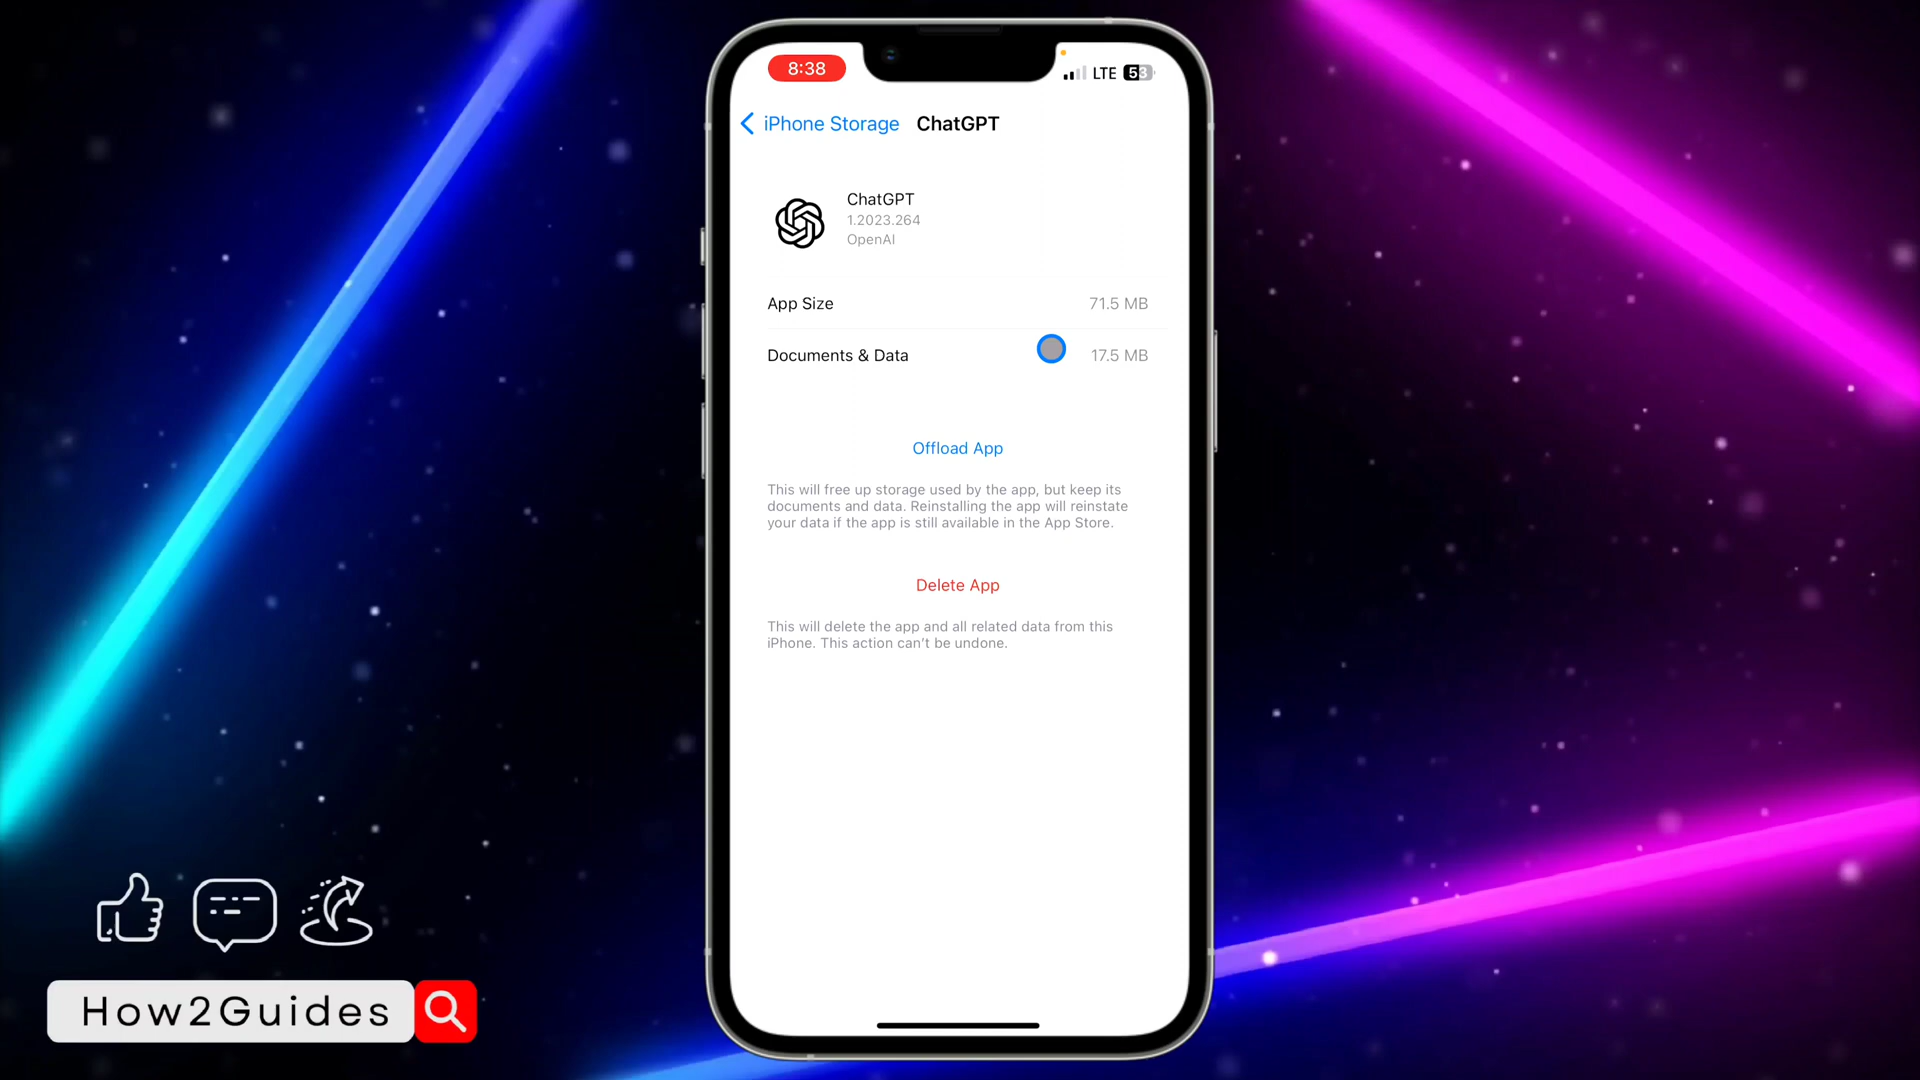 8:38
LTE 53
iPhone Storage ChatGPT
ChatGPT
1.2023.264
OpenAI
App Size 71.5 MB
Documents & Data 17.5 MB
Offload App
This will free up storage used by the app, but keep its
documents and data. Reinstalling the app will reinstate
your data if the app is still available in the App Store.
Delete App
This will delete the app and all related data from this
iPhone. This action can't be undone.
How2Guides